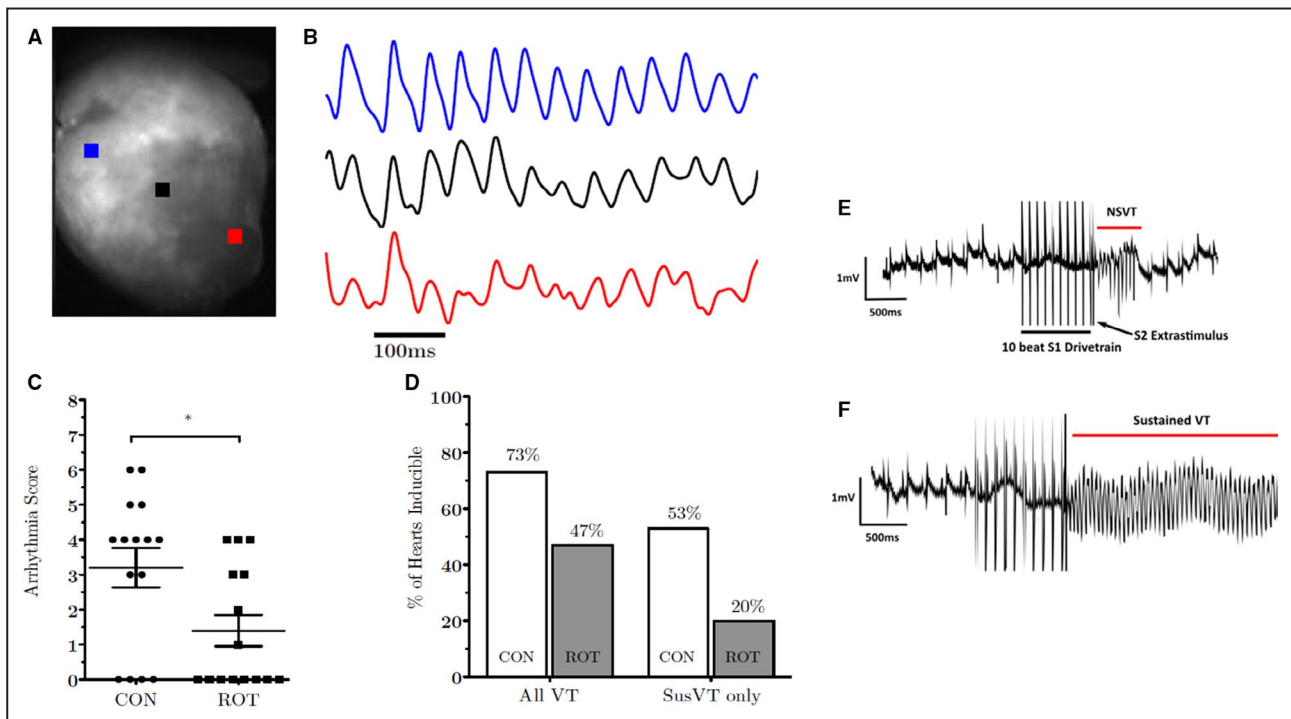 A
B
100ms
C
8
7
6
5
4
3
2
1
0
Arrhythmia Score
*
CON
ROT
D
100
80
60
40
20
0
% of Hearts Inducible
73%
47%
53%
20%
CON
ROT
CON
ROT
All VT
SusVT only
E
NSVT
1mV
500ms
S2 Extrastimulus
10 beat S1 Drivetrain
F
Sustained VT
1mV
500ms